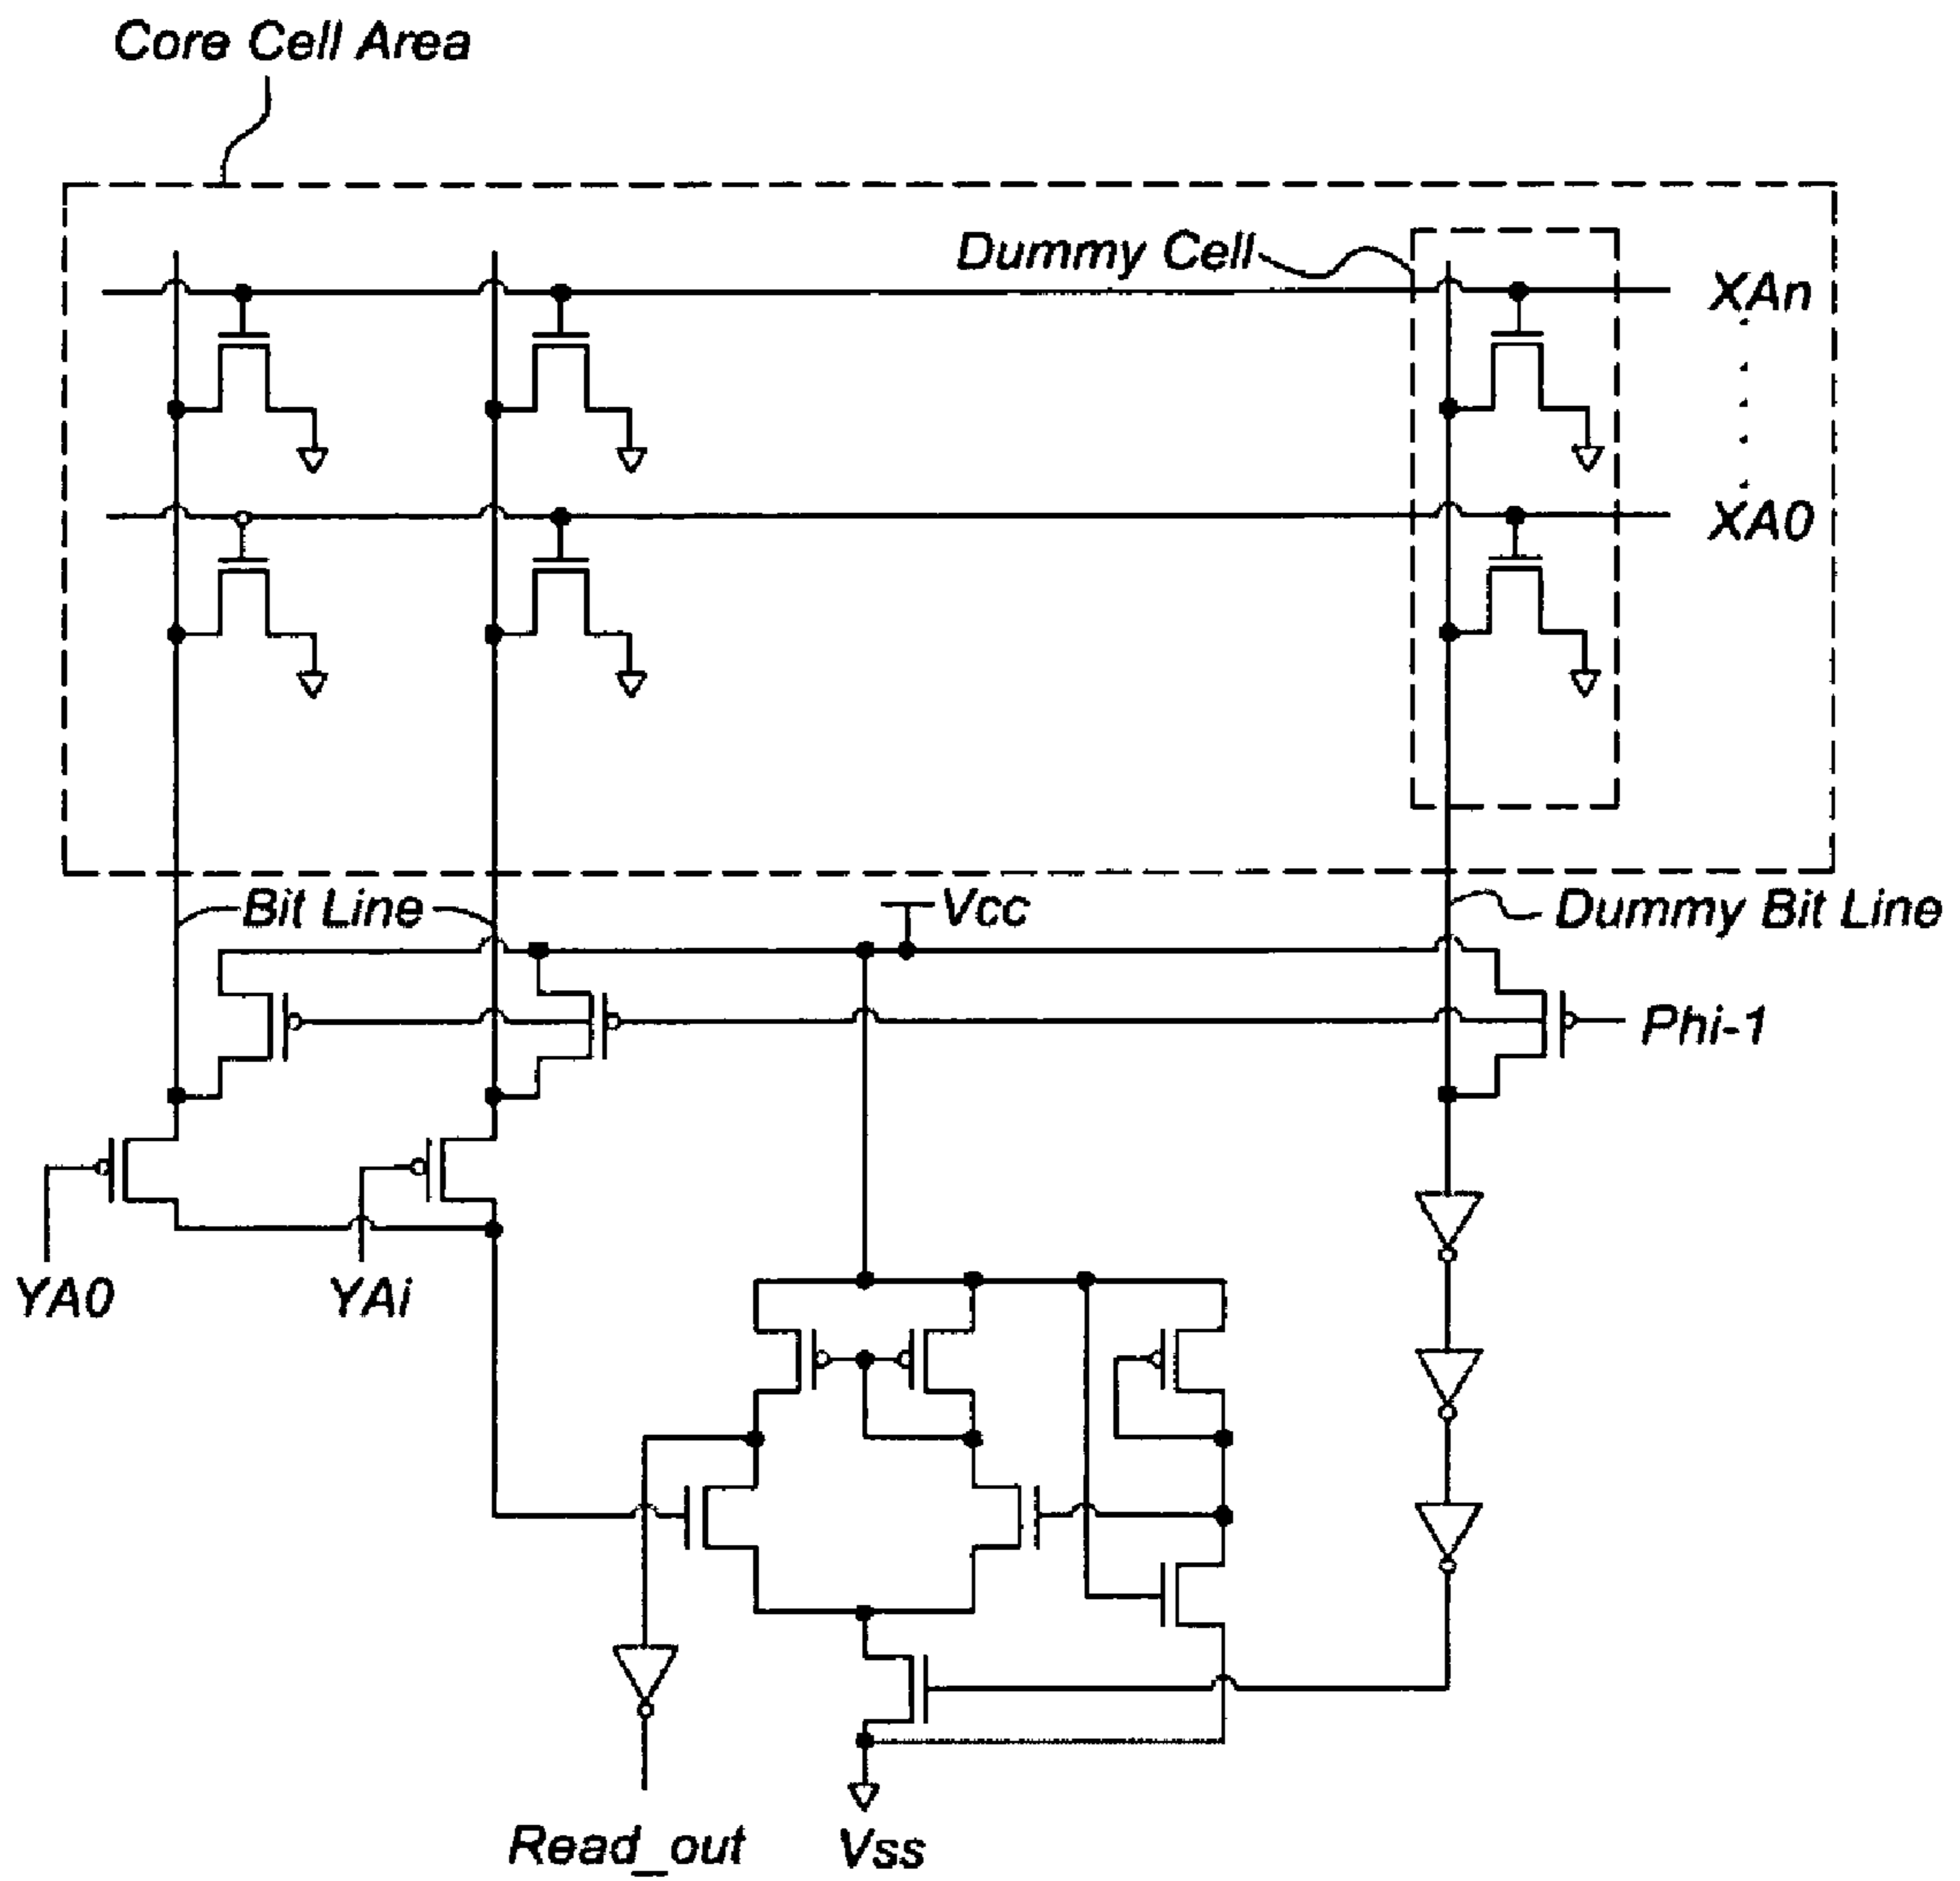 Core Cell Area
Dummy Cell
XAn
XA0
Bit Line
Vcc
Dummy Bit Line
Phi-1
YA0
YAi
Read_out
Vss